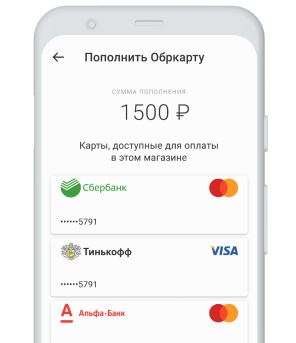 Пополнить Обркарту
СУММА ПОПОЛНЕНИЯ
1500 ₽
Карты, доступные для оплаты
в этом магазине
Сбербанк
••••••5791
Тинькофф
VISA
••••••5791
А Альфа·Банк